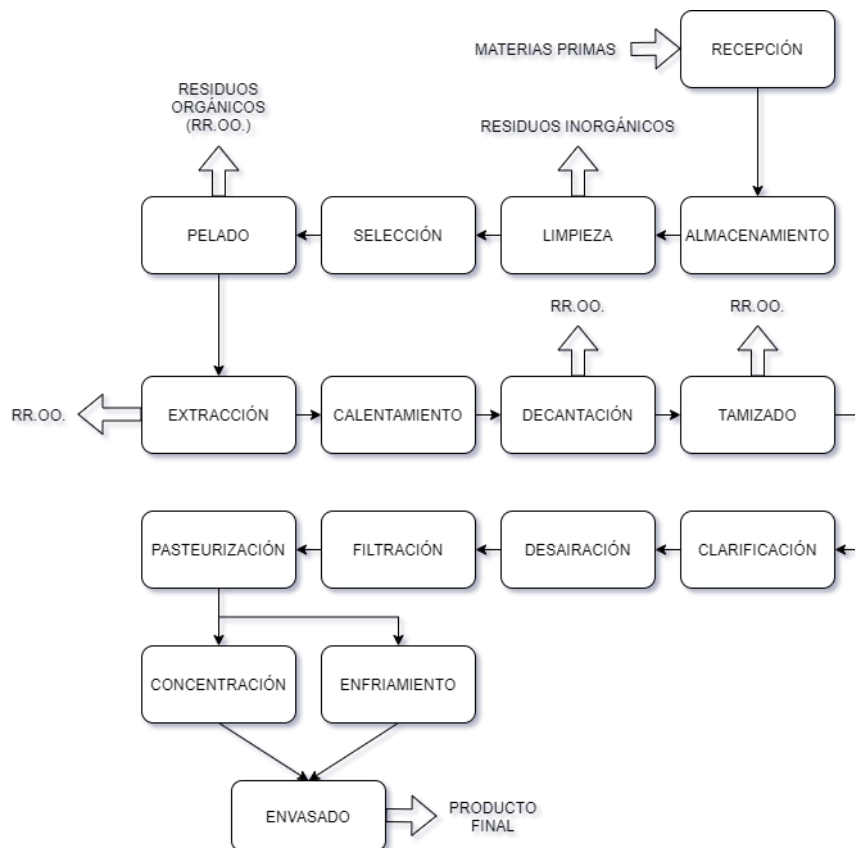 MATERIAS PRIMAS
RECEPCIÓN
RESIDUOS
ORGÁNICOS
(RR.OO.)
RESIDUOS INORGÁNICOS
PELADO
SELECCIÓN
LIMPIEZA
ALMACENAMIENTO
RR.OO.
RR.OO.
RR.OO.
EXTRACCIÓN
CALENTAMIENTO
DECANTACIÓN
TAMIZADO
PASTEURIZACIÓN
FILTRACIÓN
DESAIRACIÓN
CLARIFICACIÓN
CONCENTRACIÓN
ENFRIAMIENTO
ENVASADO
PRODUCTO
FINAL